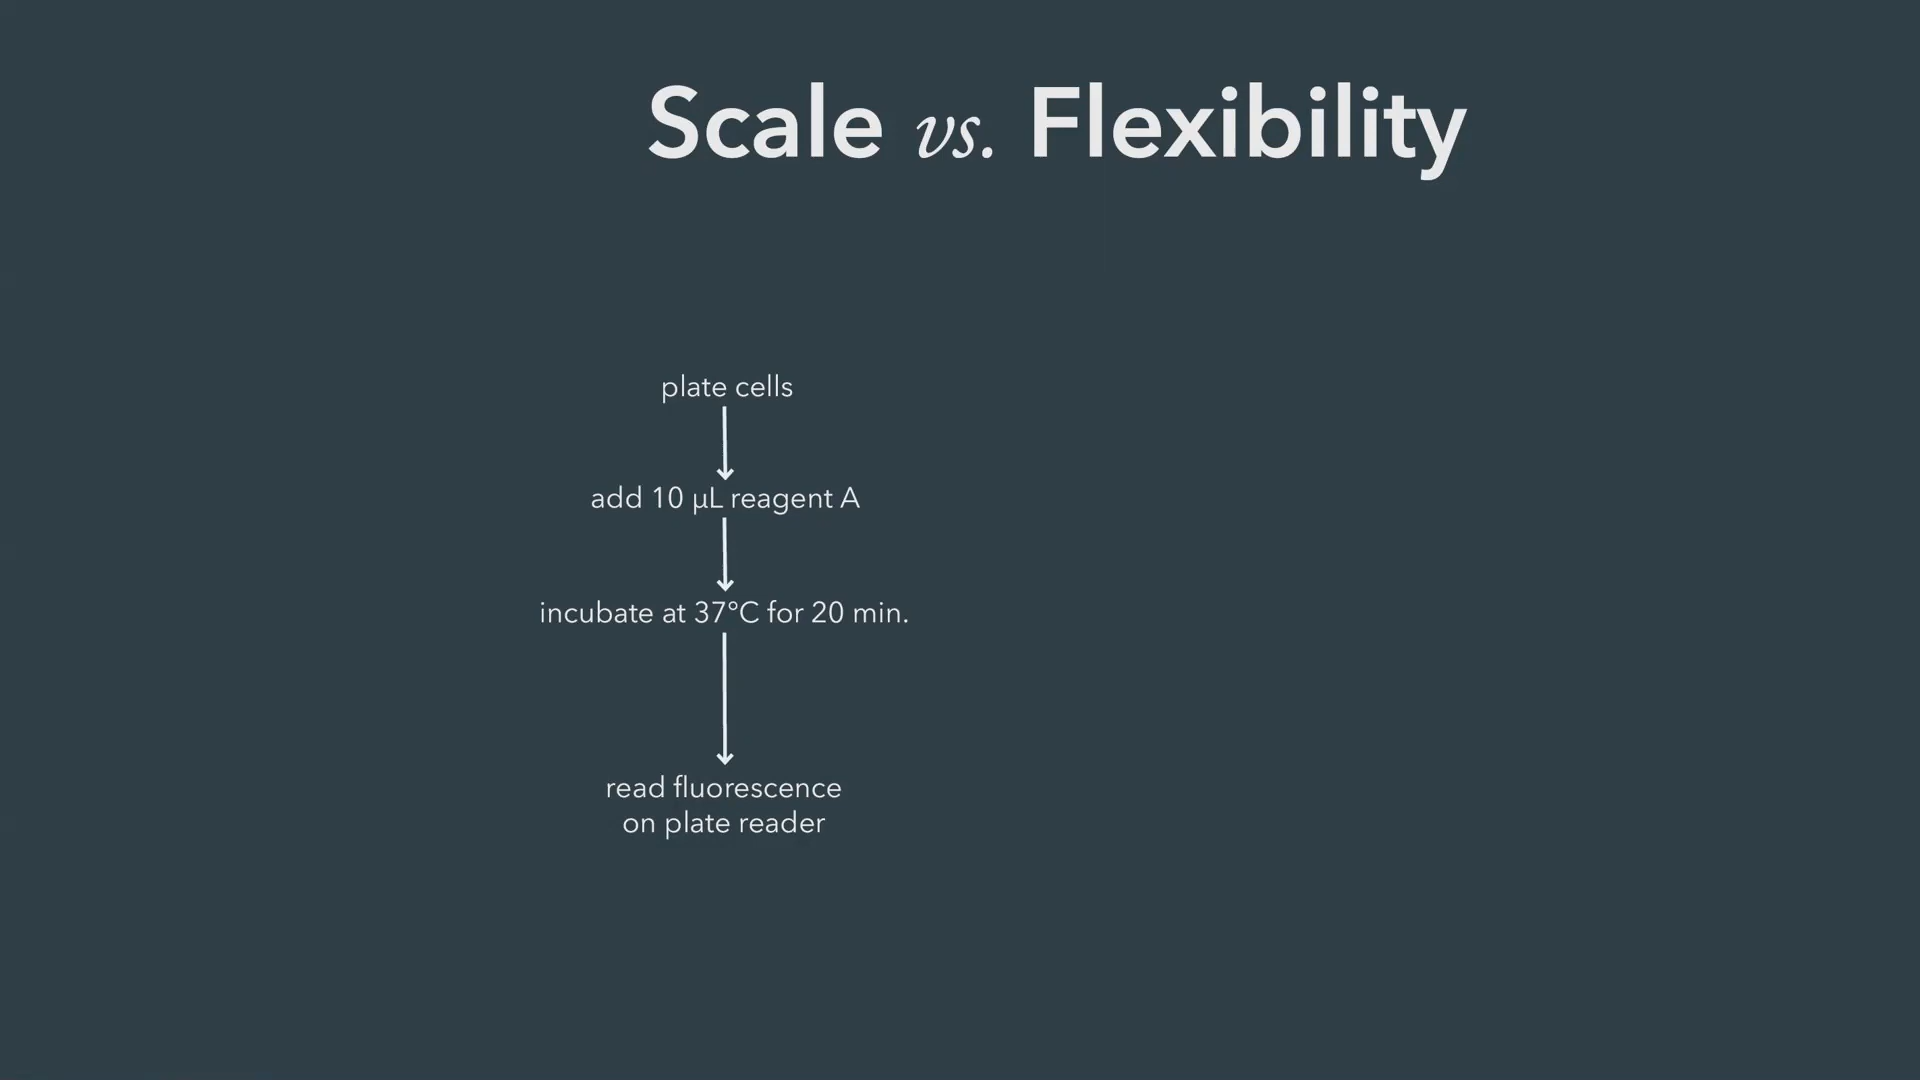 Scale vs. Flexibility
plate cells
add 10 µL reagent A
incubate at 37°C for 20 min.
read fluorescence
on plate reader